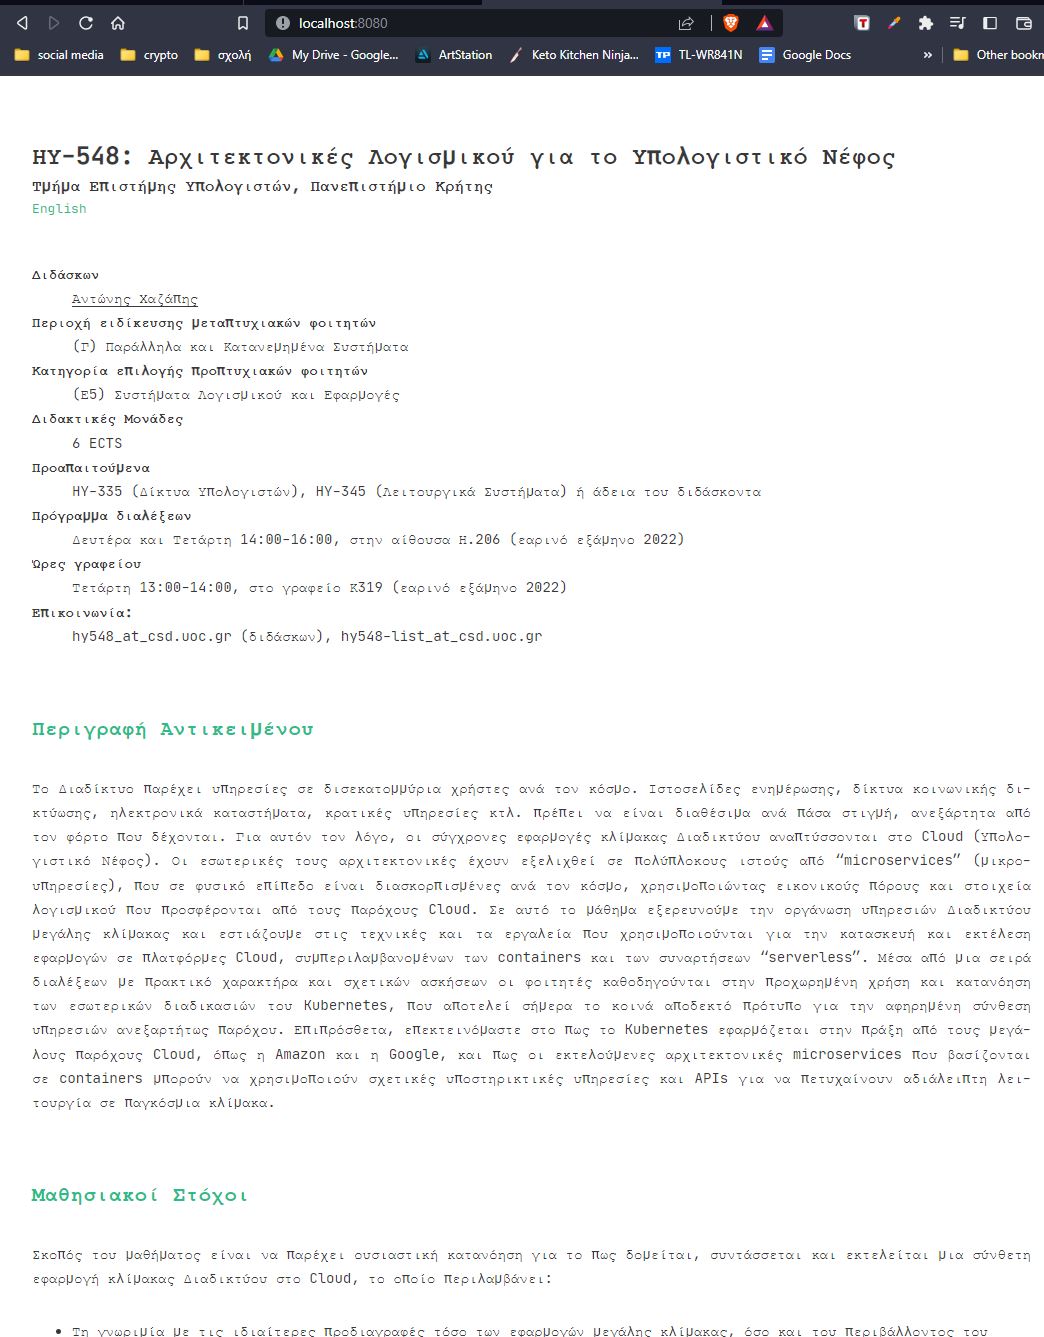 localhost:8080
social media crypto σχολή My Drive - Google... ArtStation Keto Kitchen Ninja... TP TL-WR841N Google Docs » Other bookn
ΗΥ-548: Αρχιτεκτονικές Λογισμικού για το Υπολογιστικό Νέφος
Τμήμα Επιστήμης Υπολογιστών, Πανεπιστήμιο Κρήτης
English
Διδάσκων
Αντώνης Χαζάπης
Περιοχή ειδίκευσης μεταπτυχιακών φοιτητών
(Γ) Παράλληλα και Κατανεμημένα Συστήματα
Κατηγορία επιλογής προπτυχιακών φοιτητών
(Ε5) Συστήματα Λογισμικού και Εφαρμογές
Διδακτικές Μονάδες
6 ECTS
Προαπαιτούμενα
ΗΥ-335 (Δίκτυα Υπολογιστών), ΗΥ-345 (Λειτουργικά Συστήματα) ή άδεια του διδάσκοντα
Πρόγραμμα διαλέξεων
Δευτέρα και Τετάρτη 14:00-16:00, στην αίθουσα Η.206 (εαρινό εξάμηνο 2022)
Ώρες γραφείου
Τετάρτη 13:00-14:00, στο γραφείο Κ319 (εαρινό εξάμηνο 2022)
Επικοινωνία:
hy548_at_csd.uoc.gr (διδάσκων), hy548-list_at_csd.uoc.gr
Περιγραφή Αντικειμένου
Το Διαδίκτυο παρέχει υπηρεσίες σε δισεκατομμύρια χρήστες ανά τον κόσμο. Ιστοσελίδες ενημέρωσης, δίκτυα κοινωνικής δι-
κτύωσης, ηλεκτρονικά καταστήματα, κρατικές υπηρεσίες κτλ. πρέπει να είναι διαθέσιμα ανά πάσα στιγμή, ανεξάρτητα από
τον φόρτο που δέχονται. Για αυτόν τον λόγο, οι σύγχρονες εφαρμογές κλίμακας Διαδικτύου αναπτύσσονται στο Cloud (Υπολο-
γιστικό Νέφος). Οι εσωτερικές τους αρχιτεκτονικές έχουν εξελιχθεί σε πολύπλοκους ιστούς από “microservices” (μικρο-
υπηρεσίες), που σε φυσικό επίπεδο είναι διασκορπισμένες ανά τον κόσμο, χρησιμοποιώντας εικονικούς πόρους και στοιχεία
λογισμικού που προσφέρονται από τους παρόχους Cloud. Σε αυτό το μάθημα εξερευνούμε την οργάνωση υπηρεσιών Διαδικτύου
μεγάλης κλίμακας και εστιάζουμε στις τεχνικές και τα εργαλεία που χρησιμοποιούνται για την κατασκευή και εκτέλεση
εφαρμογών σε πλατφόρμες Cloud, συμπεριλαμβανομένων των containers και των συναρτήσεων “serverless”. Μέσα από μια σειρά
διαλέξεων με πρακτικό χαρακτήρα και σχετικών ασκήσεων οι φοιτητές καθοδηγούνται στην προχωρημένη χρήση και κατανόηση
των εσωτερικών διαδικασιών του Kubernetes, που αποτελεί σήμερα το κοινά αποδεκτό πρότυπο για την αφηρημένη σύνθεση
υπηρεσιών ανεξαρτήτως παρόχου. Επιπρόσθετα, επεκτεινόμαστε στο πως το Kubernetes εφαρμόζεται στην πράξη από τους μεγά-
λους παρόχους Cloud, όπως η Amazon και η Google, και πως οι εκτελούμενες αρχιτεκτονικές microservices που βασίζονται
σε containers μπορούν να χρησιμοποιούν σχετικές υποστηρικτικές υπηρεσίες και APIs για να πετυχαίνουν αδιάλειπτη λει-
τουργία σε παγκόσμια κλίμακα.
Μαθησιακοί Στόχοι
Σκοπός του μαθήματος είναι να παρέχει ουσιαστική κατανόηση για το πως δομείται, συντάσσεται και εκτελείται μια σύνθετη
εφαρμογή κλίμακας Διαδικτύου στο Cloud, το οποίο περιλαμβάνει:
• Τη γνωριμία με τις ιδιαίτερες προδιαγραφές τόσο των εφαρμογών μεγάλης κλίμακας, όσο και του περιβάλλοντος του